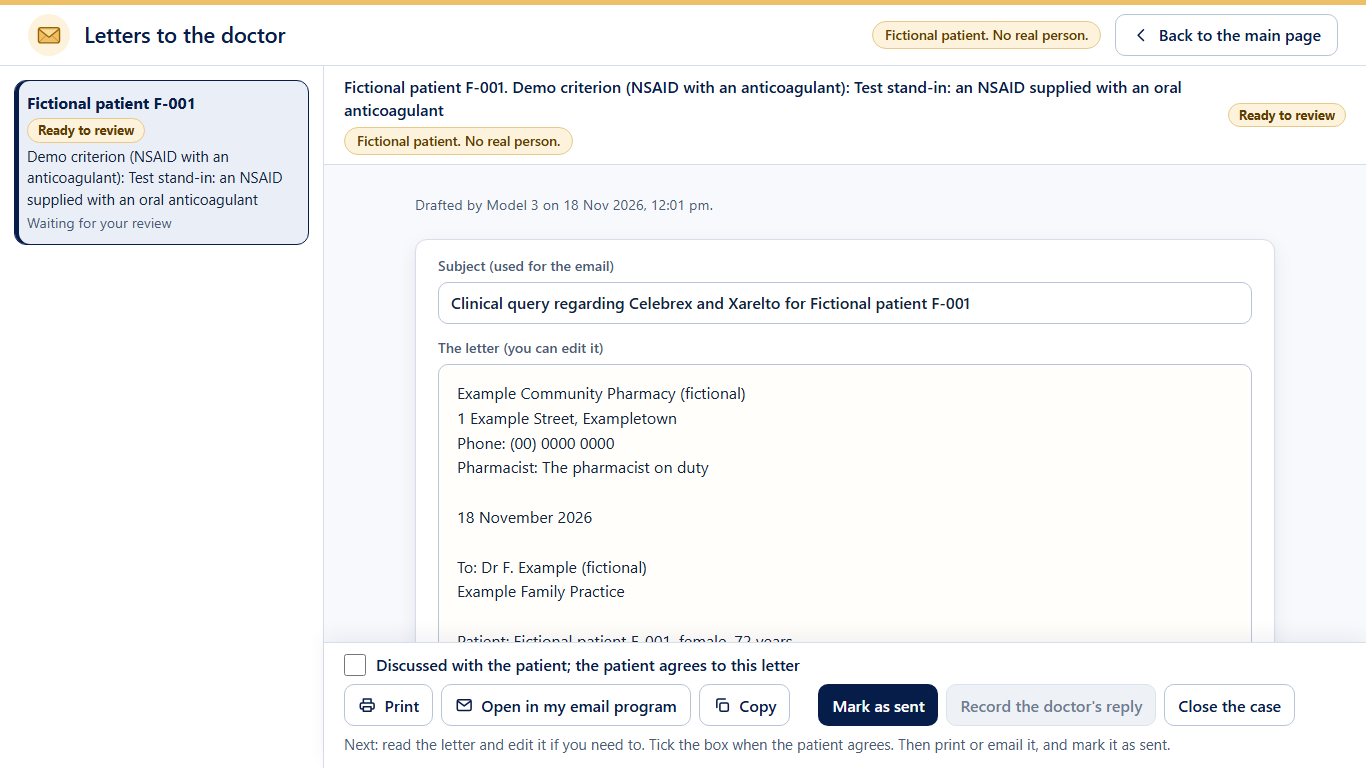 Letters to the doctor
Fictional patient. No real person.
Back to the main page
Fictional patient F-001
Ready to review
Demo criterion (NSAID with an
anticoagulant): Test stand-in: an NSAID
supplied with an oral anticoagulant
Waiting for your review
Fictional patient F-001. Demo criterion (NSAID with an anticoagulant): Test stand-in: an NSAID supplied with an oral
anticoagulant
Fictional patient. No real person.
Ready to review
Drafted by Model 3 on 18 Nov 2026, 12:01 pm.
Subject (used for the email)
Clinical query regarding Celebrex and Xarelto for Fictional patient F-001
The letter (you can edit it)
Example Community Pharmacy (fictional)
1 Example Street, Exampletown
Phone: (00) 0000 0000
Pharmacist: The pharmacist on duty
18 November 2026
To: Dr F. Example (fictional)
Example Family Practice
Patient: Fictional patient F-001, female, 72 years
Discussed with the patient; the patient agrees to this letter
Print
Open in my email program
Copy
Mark as sent
Record the doctor's reply
Close the case
Next: read the letter and edit it if you need to. Tick the box when the patient agrees. Then print or email it, and mark it as sent.